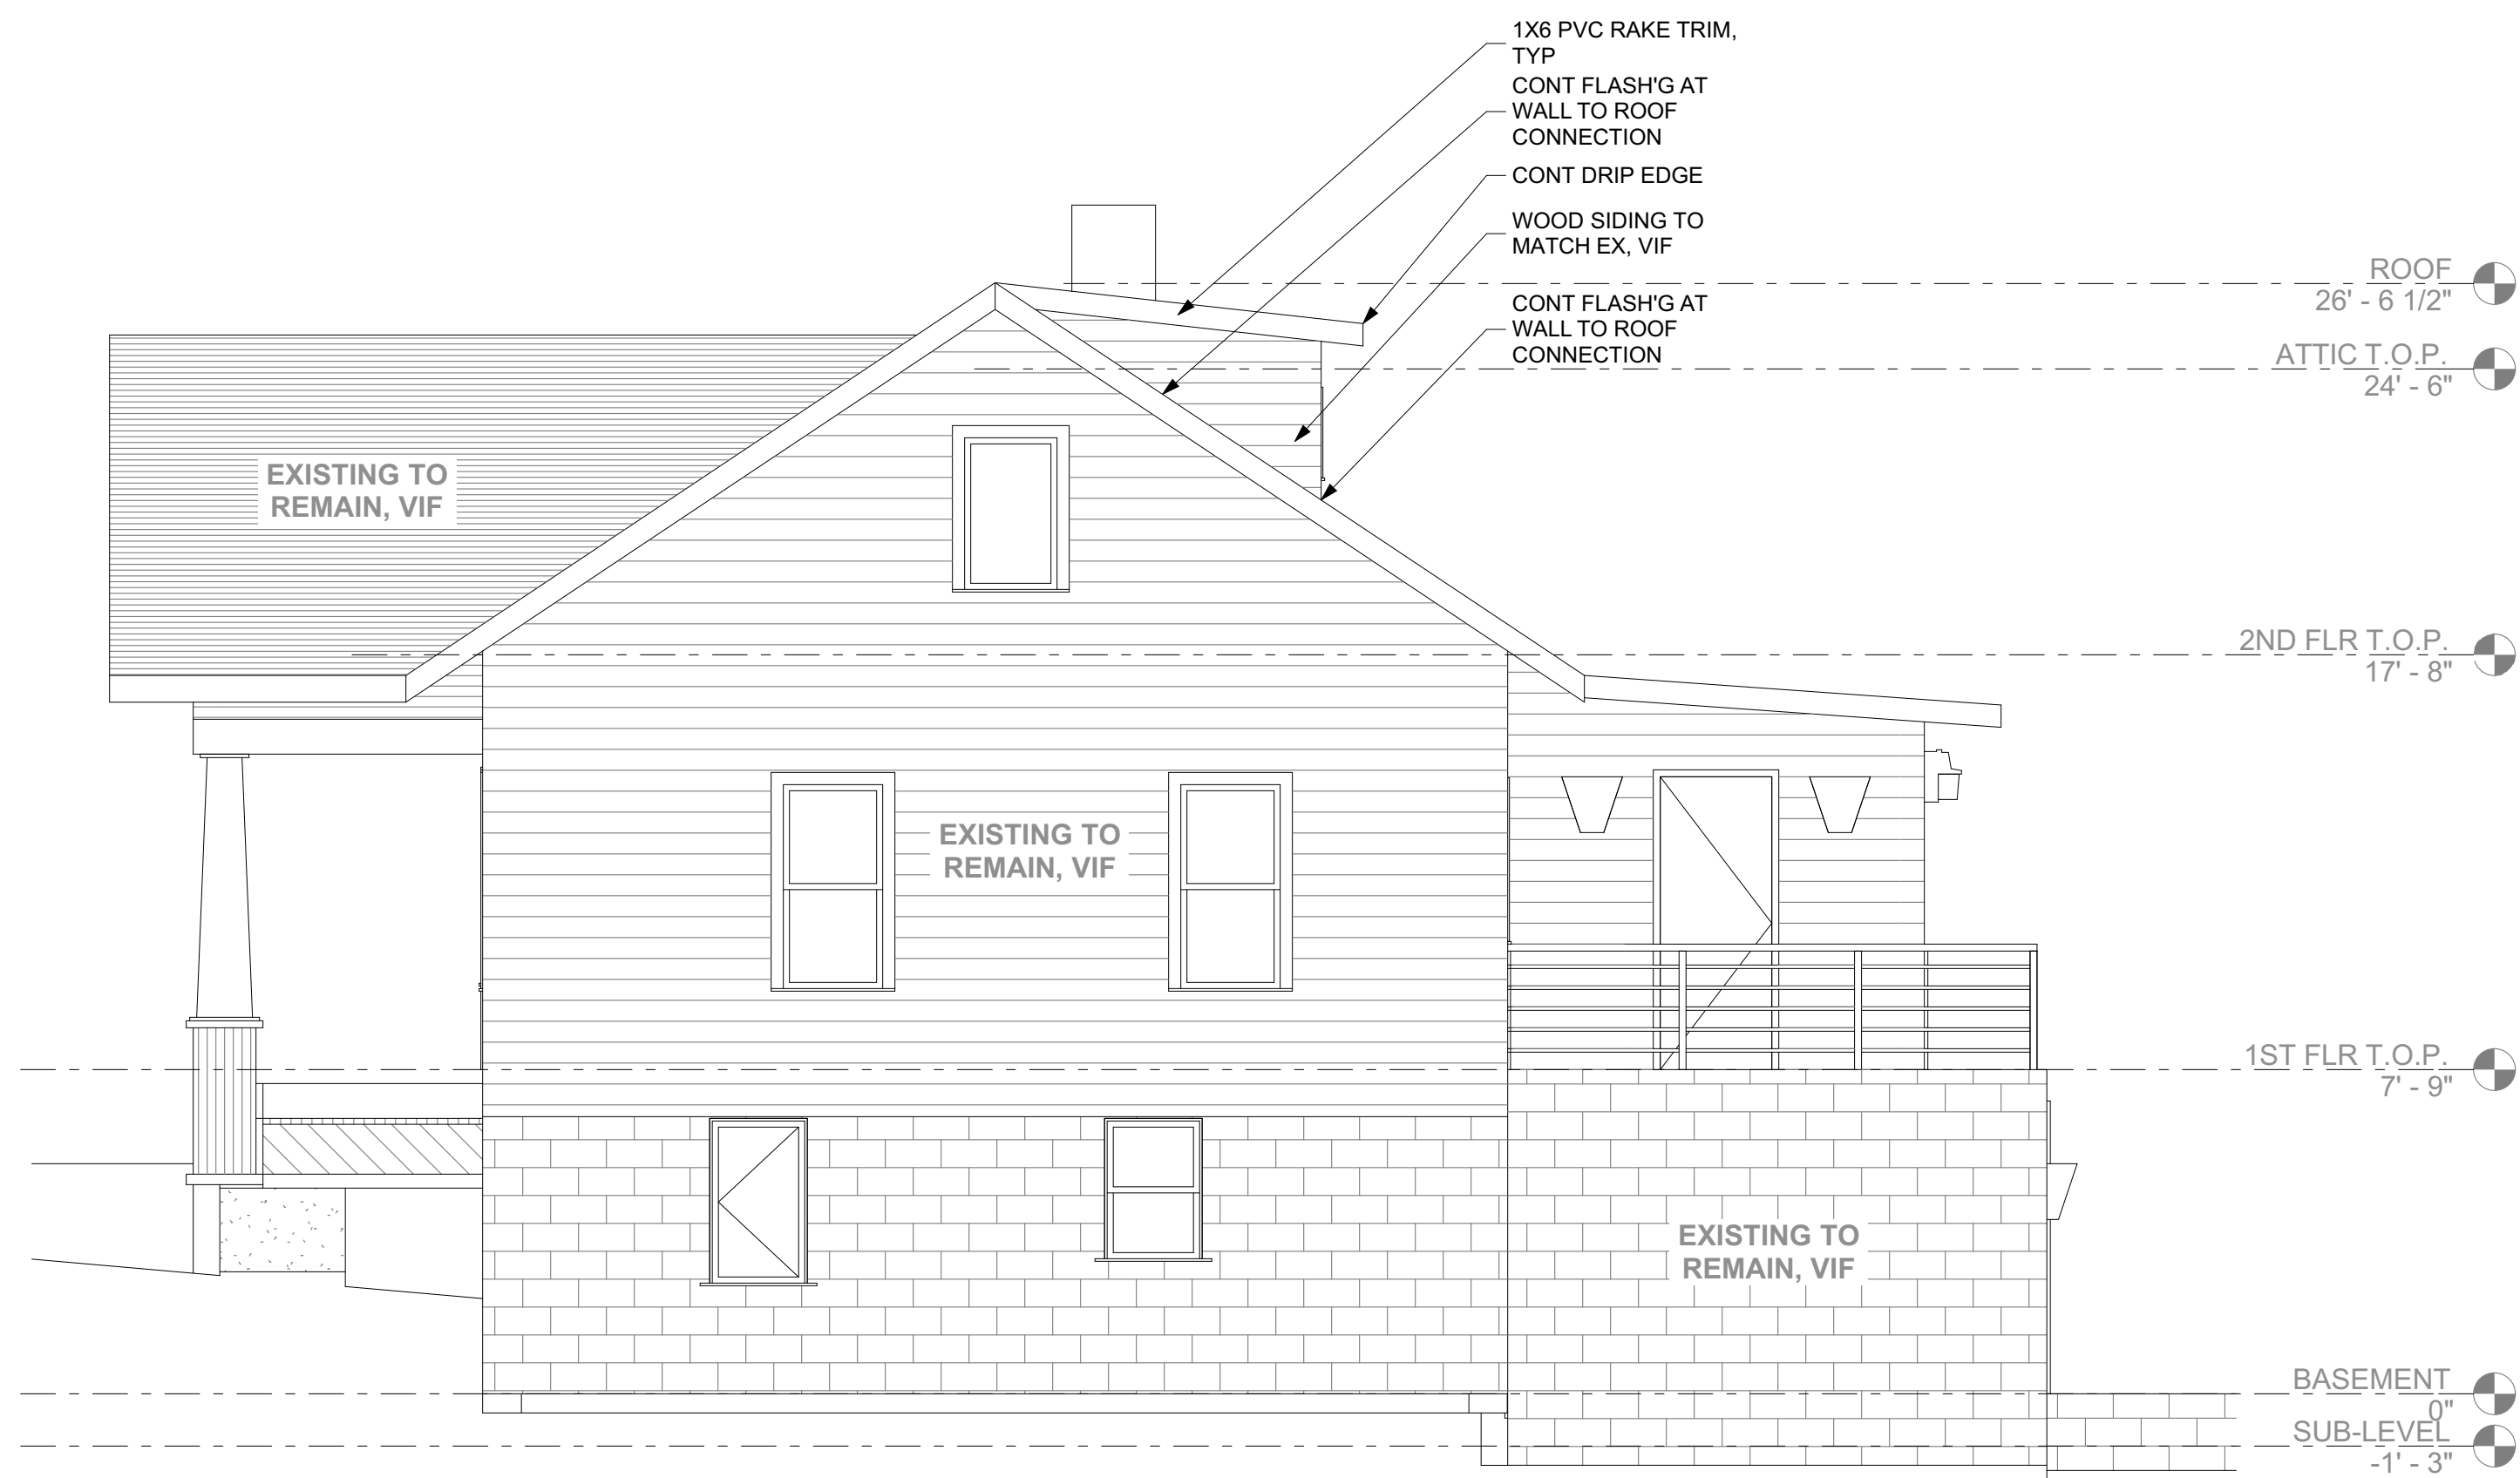 1X6 PVC RAKE TRIM,
TYP
CONT FLASH'G AT
WALL TO ROOF
CONNECTION
CONT DRIP EDGE
WOOD SIDING TO
MATCH EX, VIF
CONT FLASH'G AT
WALL TO ROOF
CONNECTION
ROOF
26' - 6 1/2"
ATTIC T.O.P.
24' - 6"
EXISTING TO
REMAIN, VIF
2ND FLR T.O.P.
17' - 8"
EXISTING TO
REMAIN, VIF
1ST FLR T.O.P.
7' - 9"
EXISTING TO
REMAIN, VIF
BASEMENT
0"
SUB-LEVEL
-1' - 3"